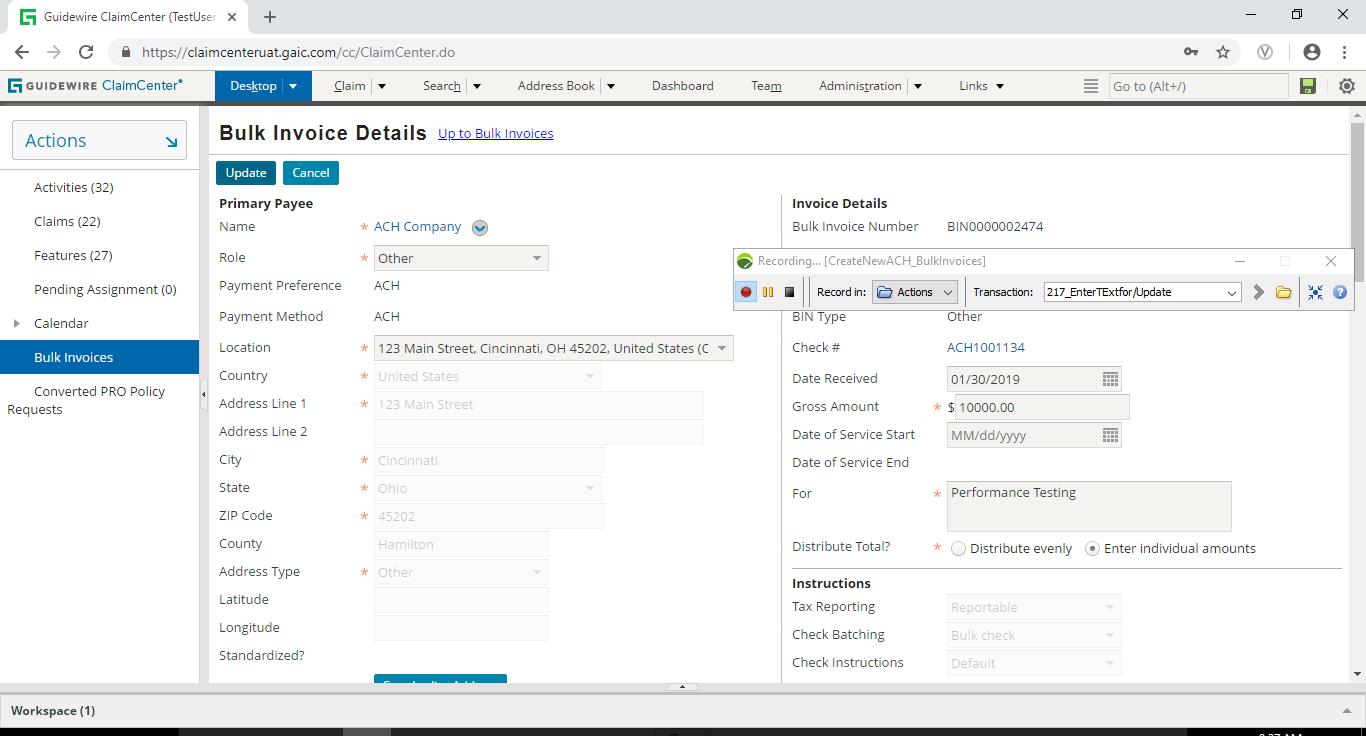 Guidewire ClaimCenter (TestUser
https://claimcenteruat.gaic.com/cc/ClaimCenter.do
GUIDEWIRE ClaimCenter®
Desktop
Claim
Search
Address Book
Dashboard
Team
Administration
Links
Go to (Alt+/)
Actions
Activities (32)
Claims (22)
Features (27)
Pending Assignment (0)
Calendar
Bulk Invoices
Converted PRO Policy
Requests
Bulk Invoice Details Up to Bulk Invoices
Update Cancel
Primary Payee
Name * ACH Company
Role * Other
Payment Preference ACH
Payment Method ACH
Location * 123 Main Street, Cincinnati, OH 45202, United States (C
Country * United States
Address Line 1 * 123 Main Street
Address Line 2
City * Cincinnati
State * Ohio
ZIP Code * 45202
County Hamilton
Address Type * Other
Latitude
Longitude
Standardized?
Invoice Details
Bulk Invoice Number BIN0000002474
Recording... [CreateNewACH_BulkInvoices]
Record in: Actions Transaction: 217_EnterTExtfor/Update
BIN Type Other
Check # ACH1001134
Date Received 01/30/2019
Gross Amount * $ 10000.00
Date of Service Start MM/dd/yyyy
Date of Service End
For * Performance Testing
Distribute Total? * Distribute evenly Enter individual amounts
Instructions
Tax Reporting Reportable
Check Batching Bulk check
Check Instructions Default
Workspace (1)